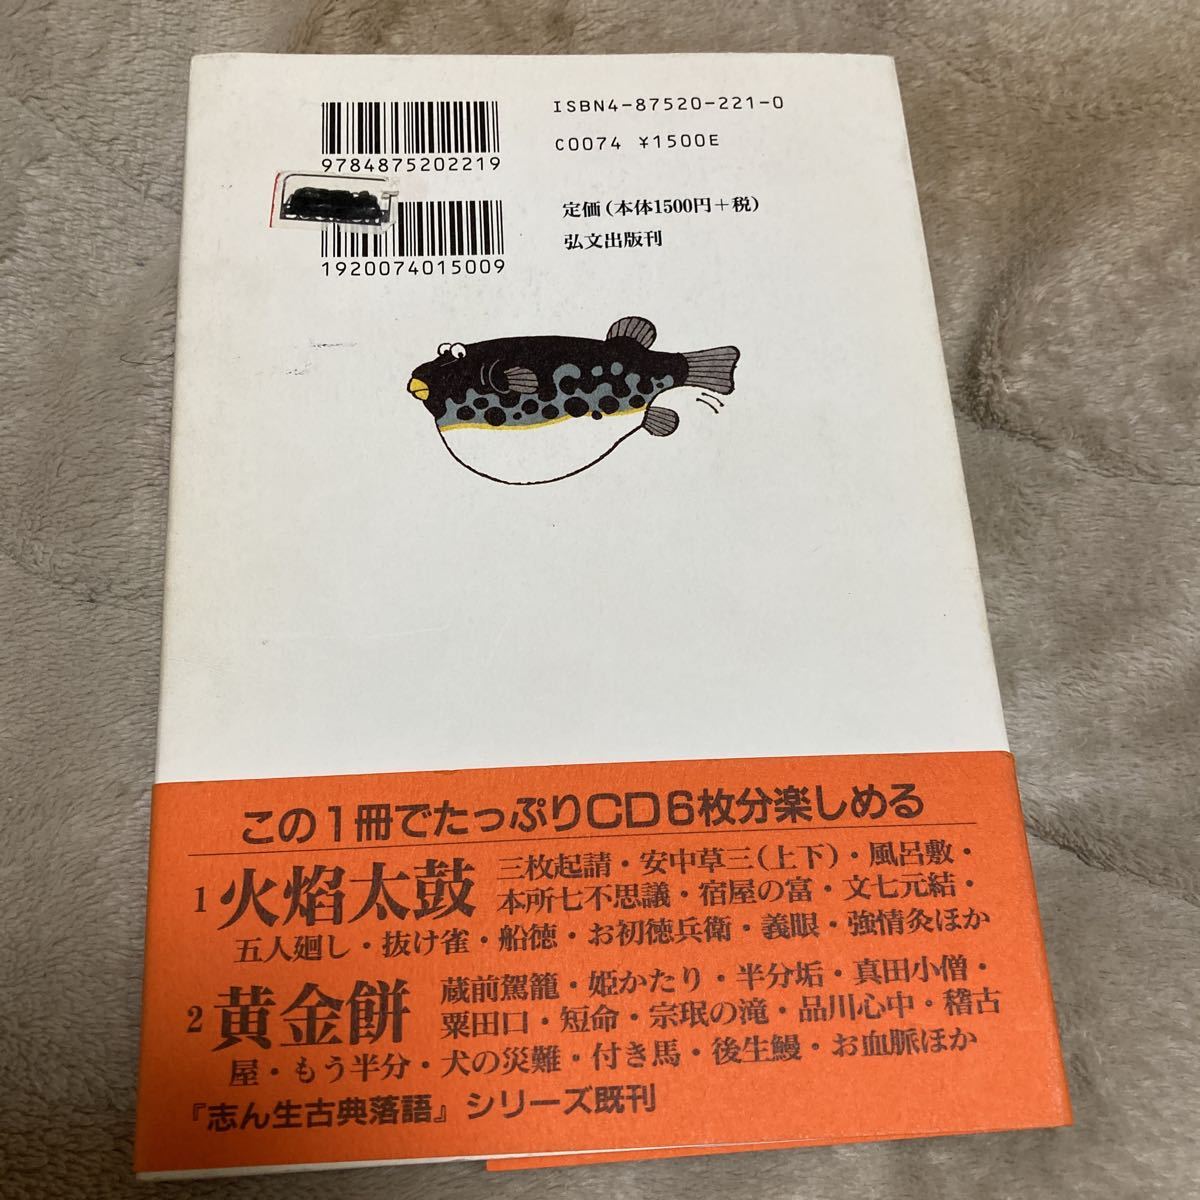 ISBN4-87520-221-0
C0074 ¥1500E
9784875202219
定価(本体1500円+税)
弘文出版刊
1920074015009
この1冊でたっぷりCD6枚分楽しめる
1 火焰太鼓 三枚起請・安中草三(上下)・風呂敷・
本所七不思議・宿屋の富・文七元結・
五人廻し・抜け雀・船徳・お初徳兵衛・義眼・強情灸ほか
2 黄金餅 蔵前駕籠・姫かたり・半分垢・真田小僧・
粟田口・短命・宗珉の滝・品川心中・稽古
屋・もう半分・犬の災難・付き馬・後生鰻・お血脈ほか
『志ん生古典落語』シリーズ既刊